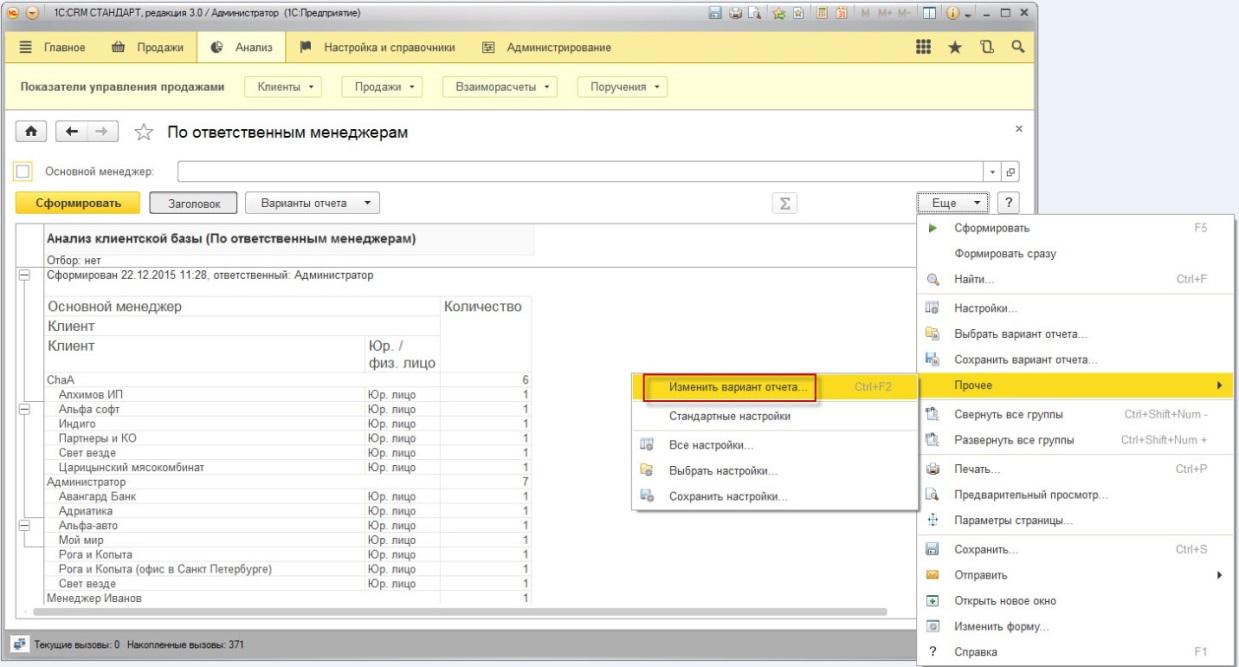 1С:CRM СТАНДАРТ, редакция 3.0 / Администратор (1С:Предприятие)
M M+ M-
Главное Продажи Анализ Настройка и справочники Администрирование
Показатели управления продажами Клиенты Продажи Взаиморасчеты Поручения
По ответственным менеджерам
Основной менеджер:
Сформировать Заголовок Варианты отчета Σ Еще ?
Анализ клиентской базы (По ответственным менеджерам)
Отбор: нет
Сформирован 22.12.2015 11:28, ответственный: Администратор
Основной менеджер Количество
Клиент
Клиент Юр. /
физ. лицо
ChaA 6
Алхимов ИП Юр. лицо 1
Альфа софт Юр. лицо 1
Индиго Юр. лицо 1
Партнеры и КО Юр. лицо 1
Свет везде Юр. лицо 1
Царицынский мясокомбинат Юр. лицо 1
Администратор 7
Авангард Банк Юр. лицо 1
Адриатика Юр. лицо 1
Альфа-авто Юр. лицо 1
Мой мир Юр. лицо 1
Рога и Копыта Юр. лицо 1
Рога и Копыта (офис в Санкт Петербурге) Юр. лицо 1
Свет везде Юр. лицо 1
Менеджер Иванов 1
Текущие вызовы: 0 Накопленные вызовы: 371
Сформировать F5
Формировать сразу
Найти... Ctrl+F
Настройки...
Выбрать вариант отчета...
Сохранить вариант отчета...
Прочее
Изменить вариант отчета... Ctrl+F2
Стандартные настройки
Все настройки...
Выбрать настройки...
Сохранить настройки...
Свернуть все группы Ctrl+Shift+Num -
Развернуть все группы Ctrl+Shift+Num +
Печать... Ctrl+P
Предварительный просмотр...
Параметры страницы...
Сохранить... Ctrl+S
Отправить
Открыть новое окно
Изменить форму...
? Справка F1